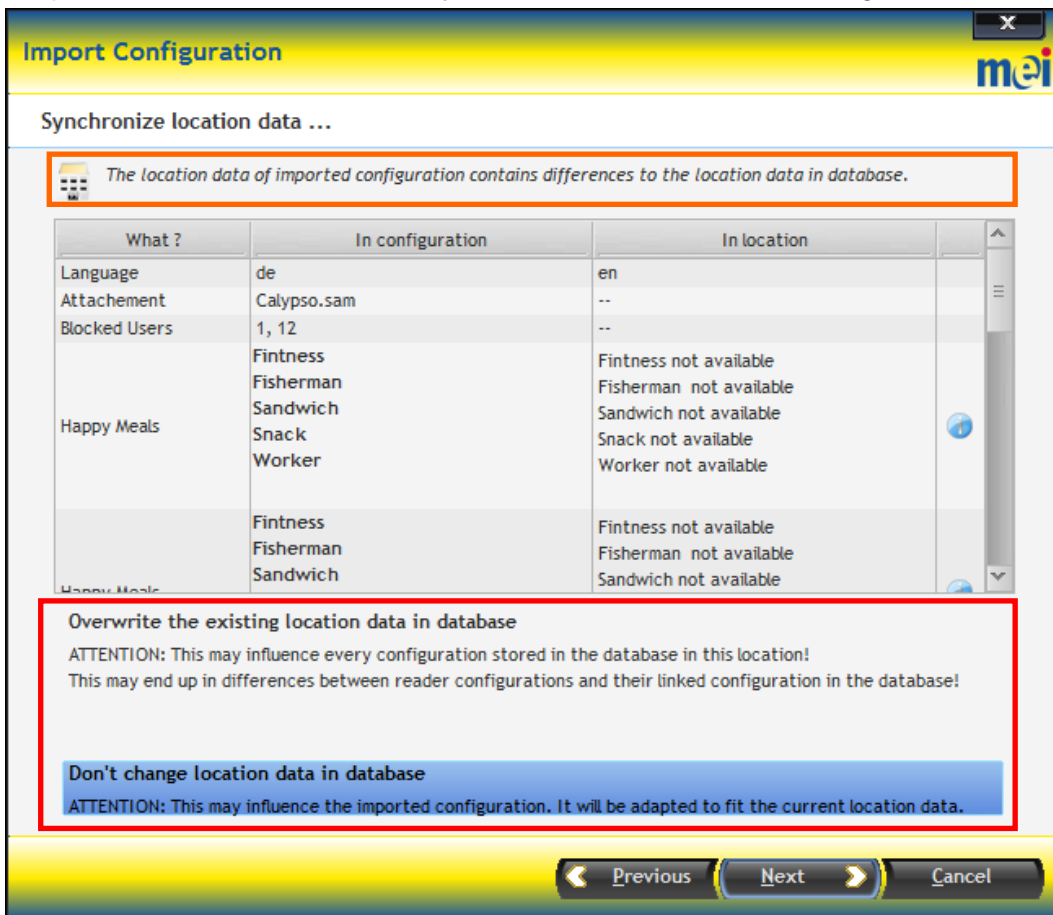 x
Import Configuration
mei
Synchronize location data ...
The location data of imported configuration contains differences to the location data in database.
What ? In configuration In location
Language de en
Attachement Calypso.sam --
Blocked Users 1, 12 --
Happy Meals
Fintness
Fisherman
Sandwich
Snack
Worker
Fintness not available
Fisherman not available
Sandwich not available
Snack not available
Worker not available
Happy Meals
Fintness
Fisherman
Sandwich
Fintness not available
Fisherman not available
Sandwich not available
Overwrite the existing location data in database
ATTENTION: This may influence every configuration stored in the database in this location!
This may end up in differences between reader configurations and their linked configuration in the database!
Don't change location data in database
ATTENTION: This may influence the imported configuration. It will be adapted to fit the current location data.
Previous Next Cancel